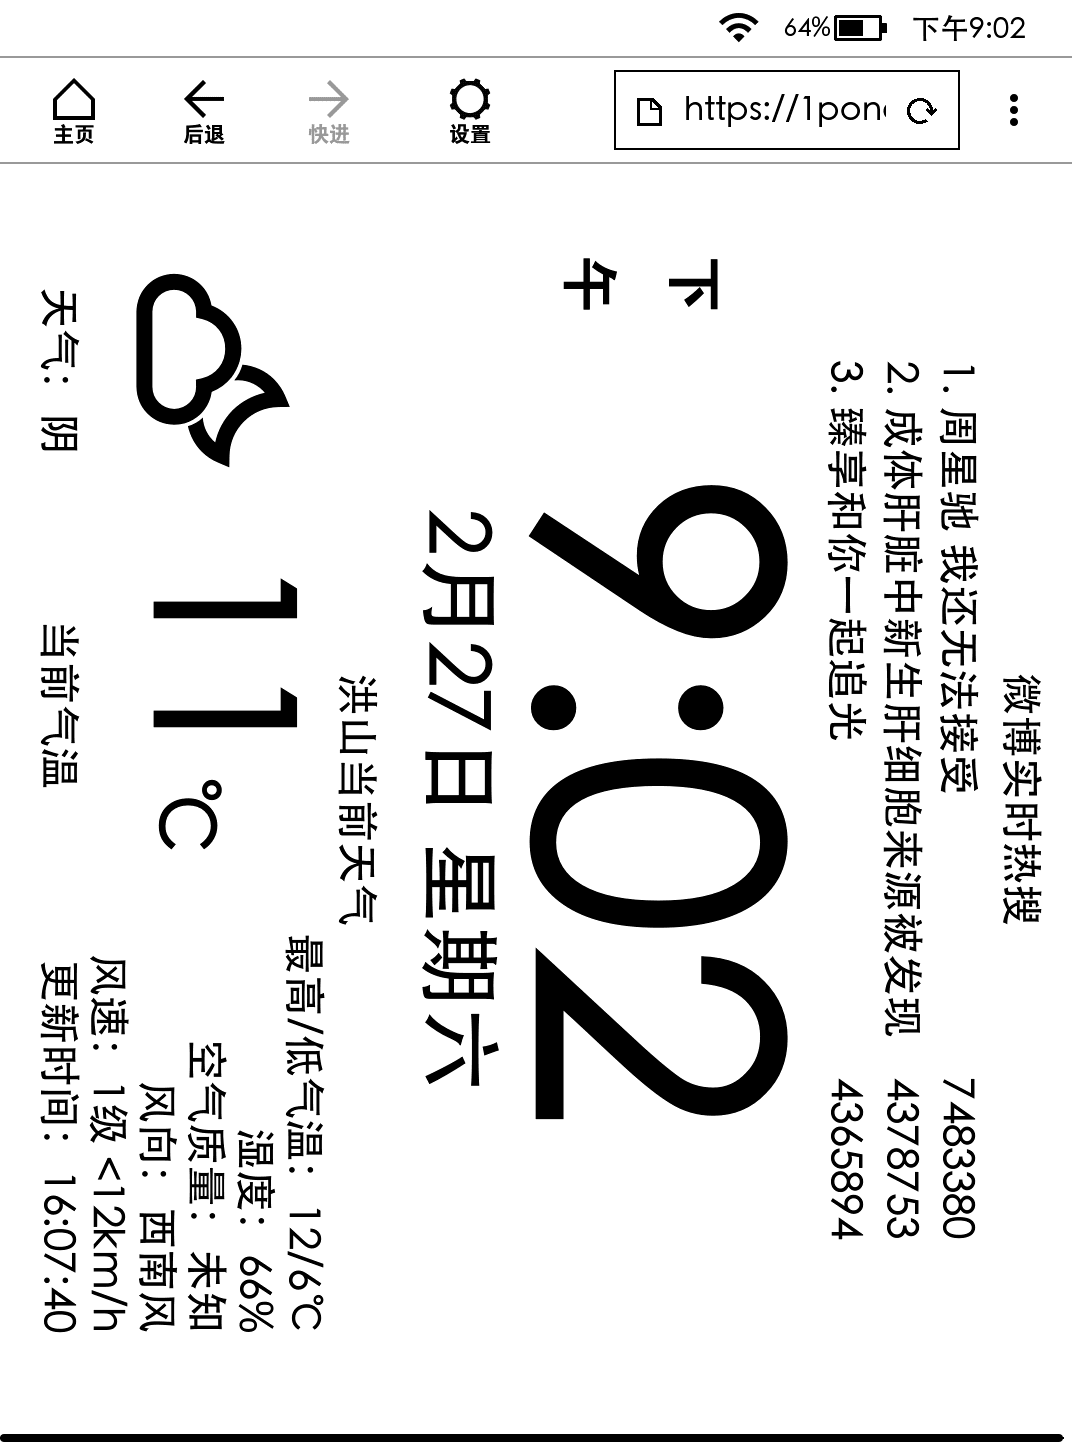 64% 下午9:02
主页 后退 快进 设置 https://1pon
微博实时热搜
1. 周星驰 我还无法接受 7483380
2. 成体肝脏中新生肝细胞来源被发现 4378753
3. 臻享和你一起追光 4365894
下午
9:02
2月27日 星期六
洪山当前天气
11℃
最高/低气温：12/6℃
湿度：66%
空气质量：未知
风向：西南风
风速：1级 <12km/h
天气：阴
当前气温
更新时间：16:07:40